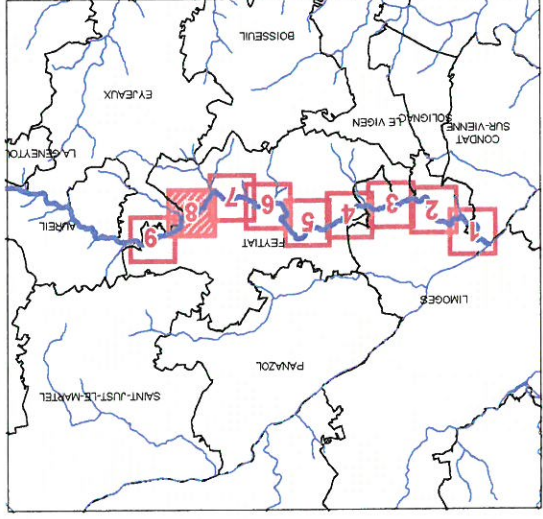 SAINT-JUST-LE-MARTEL
PANAZOL
LIMOGES
FEYTIAT
AUREIL
1
2
3
4
5
6
7
8
9
CONDAT
SUR-VIENNE
SOLIGNAC
LE VIGEN
BOISSEUIL
EYJEAUX